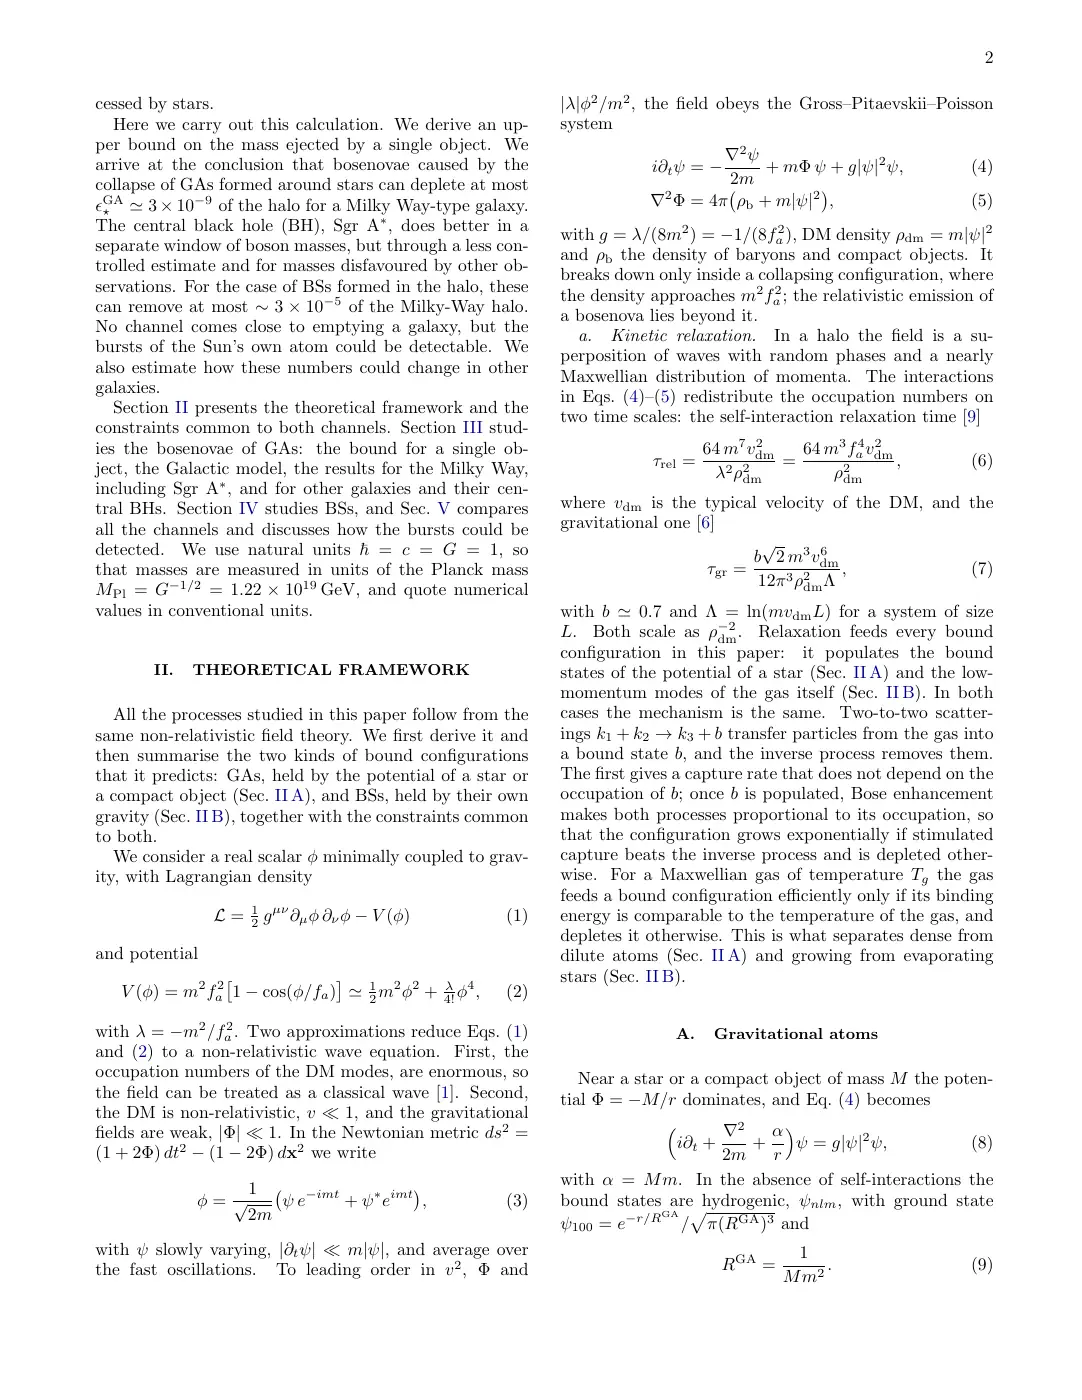 2
cessed by stars.
Here we carry out this calculation. We derive an up-
per bound on the mass ejected by a single object. We
arrive at the conclusion that bosenovae caused by the
collapse of GAs formed around stars can deplete at most
ϵ⋆^GA ≃ 3 × 10⁻⁹ of the halo for a Milky Way-type galaxy.
The central black hole (BH), Sgr A*, does better in a
separate window of boson masses, but through a less con-
trolled estimate and for masses disfavoured by other ob-
servations. For the case of BSs formed in the halo, these
can remove at most ∼ 3 × 10⁻⁵ of the Milky-Way halo.
No channel comes close to emptying a galaxy, but the
bursts of the Sun's own atom could be detectable. We
also estimate how these numbers could change in other
galaxies.
Section II presents the theoretical framework and the
constraints common to both channels. Section III stud-
ies the bosenovae of GAs: the bound for a single ob-
ject, the Galactic model, the results for the Milky Way,
including Sgr A*, and for other galaxies and their cen-
tral BHs. Section IV studies BSs, and Sec. V compares
all the channels and discusses how the bursts could be
detected. We use natural units ℏ = c = G = 1, so
that masses are measured in units of the Planck mass
M_Pl = G^{−1/2} = 1.22 × 10¹⁹ GeV, and quote numerical
values in conventional units.
II. THEORETICAL FRAMEWORK
All the processes studied in this paper follow from the
same non-relativistic field theory. We first derive it and
then summarise the two kinds of bound configurations
that it predicts: GAs, held by the potential of a star or
a compact object (Sec. II A), and BSs, held by their own
gravity (Sec. II B), together with the constraints common
to both.
We consider a real scalar ϕ minimally coupled to grav-
ity, with Lagrangian density
ℒ = ½ g^{μν} ∂_μϕ ∂_νϕ − V(ϕ) (1)
and potential
V(ϕ) = m²f_a²[1 − cos(ϕ/f_a)] ≃ ½m²ϕ² + λ/4! ϕ⁴, (2)
with λ = −m²/f_a². Two approximations reduce Eqs. (1)
and (2) to a non-relativistic wave equation. First, the
occupation numbers of the DM modes, are enormous, so
the field can be treated as a classical wave [1]. Second,
the DM is non-relativistic, v ≪ 1, and the gravitational
fields are weak, |Φ| ≪ 1. In the Newtonian metric ds² =
(1 + 2Φ) dt² − (1 − 2Φ) dx² we write
ϕ = 1/√(2m) (ψ e^{−imt} + ψ* e^{imt}), (3)
with ψ slowly varying, |∂_tψ| ≪ m|ψ|, and average over
the fast oscillations. To leading order in v², Φ and
|λ|ϕ²/m², the field obeys the Gross–Pitaevskii–Poisson
system
i∂_tψ = −∇²ψ/2m + mΦ ψ + g|ψ|²ψ, (4)
∇²Φ = 4π(ρ_b + m|ψ|²), (5)
with g = λ/(8m²) = −1/(8f_a²), DM density ρ_dm = m|ψ|²
and ρ_b the density of baryons and compact objects. It
breaks down only inside a collapsing configuration, where
the density approaches m²f_a²; the relativistic emission of
a bosenova lies beyond it.
a. Kinetic relaxation. In a halo the field is a su-
perposition of waves with random phases and a nearly
Maxwellian distribution of momenta. The interactions
in Eqs. (4)–(5) redistribute the occupation numbers on
two time scales: the self-interaction relaxation time [9]
τ_rel = 64 m⁷v_dm²/(λ²ρ_dm²) = 64 m³f_a⁴v_dm²/ρ_dm², (6)
where v_dm is the typical velocity of the DM, and the
gravitational one [6]
τ_gr = b√2 m³v_dm⁶/(12π³ρ_dm²Λ), (7)
with b ≃ 0.7 and Λ = ln(mv_dmL) for a system of size
L. Both scale as ρ_dm^{−2}. Relaxation feeds every bound
configuration in this paper: it populates the bound
states of the potential of a star (Sec. II A) and the low-
momentum modes of the gas itself (Sec. II B). In both
cases the mechanism is the same. Two-to-two scatter-
ings k₁ + k₂ → k₃ + b transfer particles from the gas into
a bound state b, and the inverse process removes them.
The first gives a capture rate that does not depend on the
occupation of b; once b is populated, Bose enhancement
makes both processes proportional to its occupation, so
that the configuration grows exponentially if stimulated
capture beats the inverse process and is depleted other-
wise. For a Maxwellian gas of temperature T_g the gas
feeds a bound configuration efficiently only if its binding
energy is comparable to the temperature of the gas, and
depletes it otherwise. This is what separates dense from
dilute atoms (Sec. II A) and growing from evaporating
stars (Sec. II B).
A. Gravitational atoms
Near a star or a compact object of mass M the poten-
tial Φ = −M/r dominates, and Eq. (4) becomes
(i∂_t + ∇²/2m + α/r)ψ = g|ψ|²ψ, (8)
with α = Mm. In the absence of self-interactions the
bound states are hydrogenic, ψ_nlm, with ground state
ψ₁₀₀ = e^{−r/R^GA}/√(π(R^GA)³) and
R^GA = 1/(Mm²). (9)